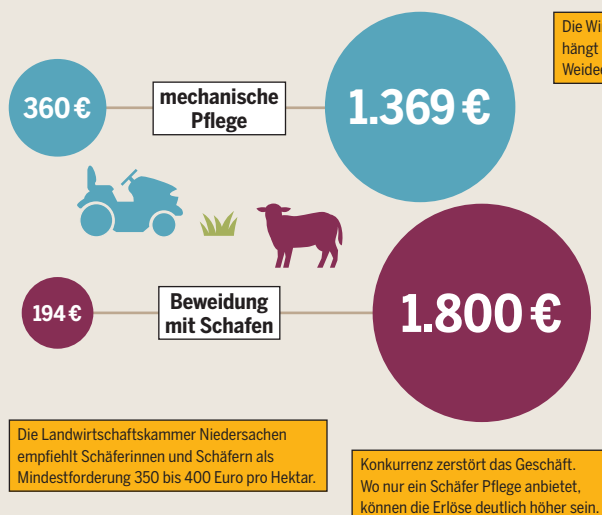 Die Wi
hängt
Weide
360 €
mechanische
Pflege
1.369 €
194 €
Beweidung
mit Schafen
1.800 €
Die Landwirtschaftskammer Niedersachen
empfiehlt Schäferinnen und Schäfern als
Mindestforderung 350 bis 400 Euro pro Hektar.
Konkurrenz zerstört das Geschäft.
Wo nur ein Schäfer Pflege anbietet,
können die Erlöse deutlich höher sein.